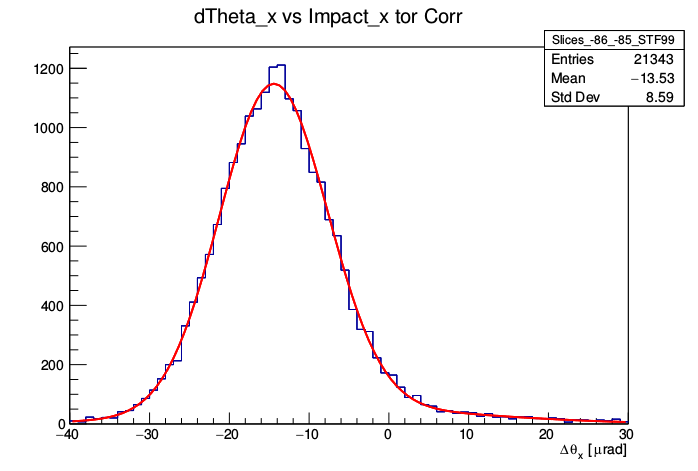 dTheta_x vs Impact_x tor Corr
Slices_-86_-85_STF99
Entries 21343
Mean −13.53
Std Dev 8.59
1200
1000
800
600
400
200
0
−40 −30 −20 −10 0 10 20 30
Δθx [μrad]